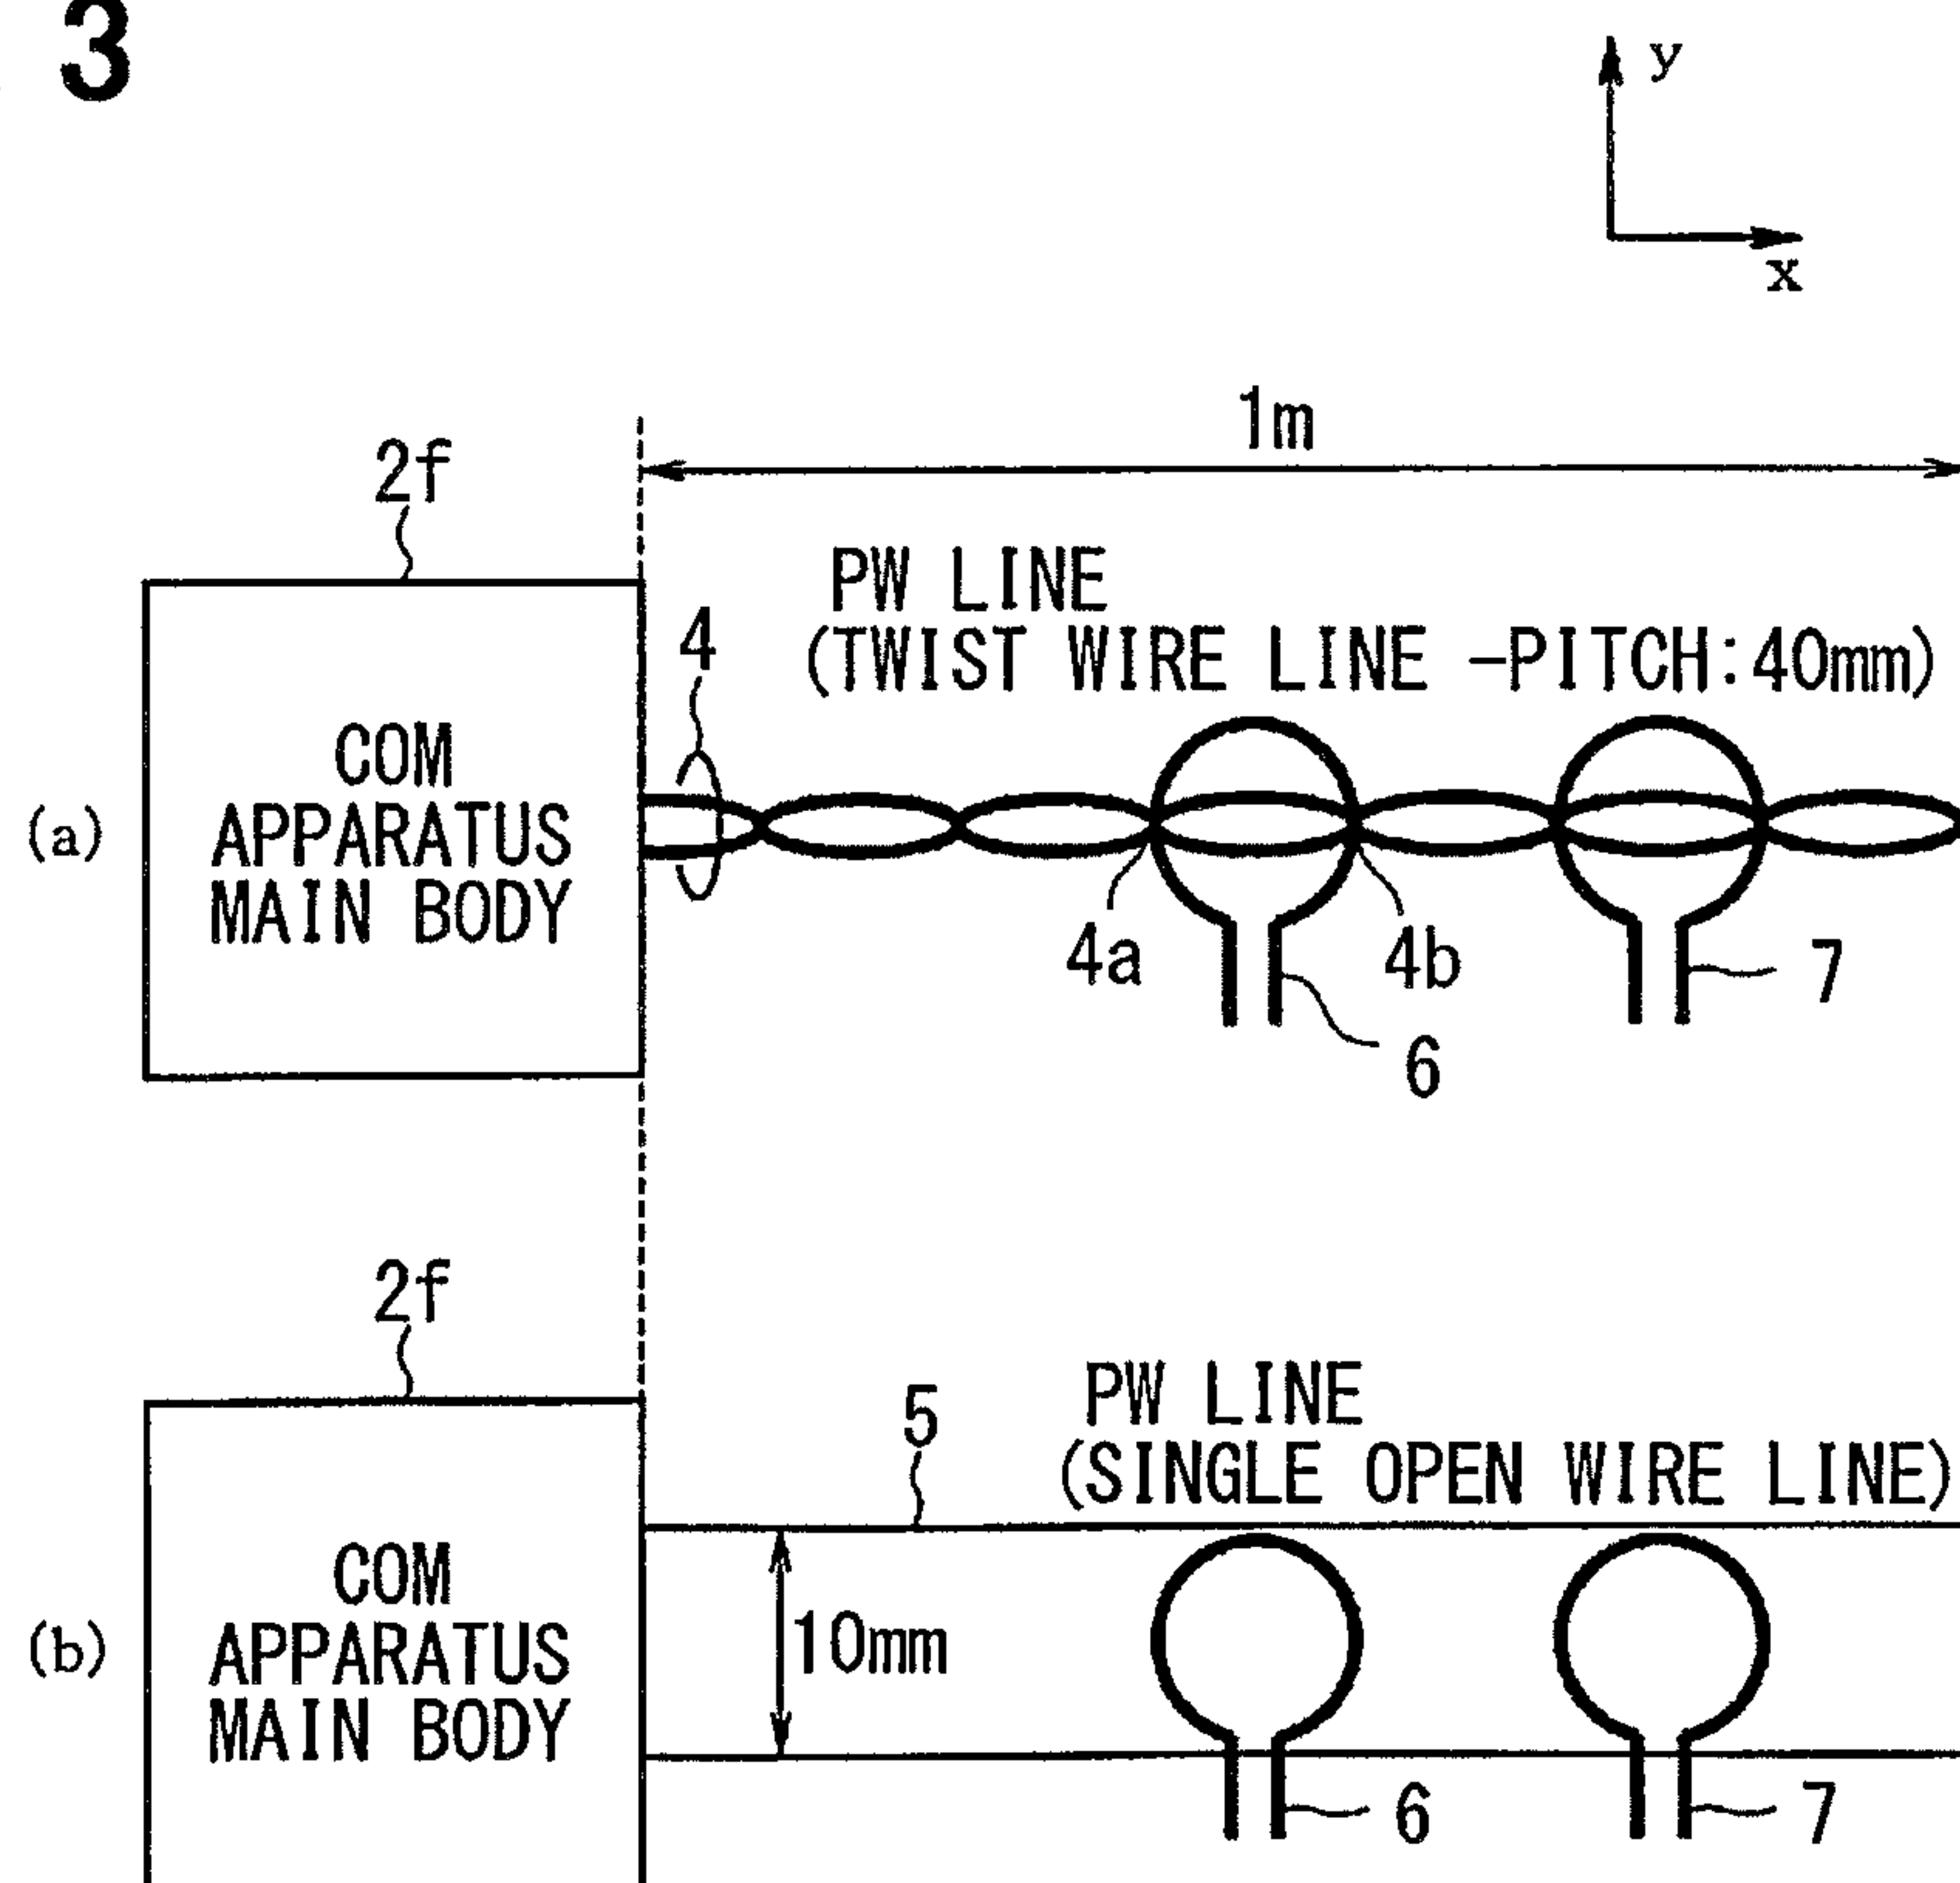 3
y
x
1m
2f
PW LINE
(TWIST WIRE LINE -PITCH:40mm)
4
COM
APPARATUS
MAIN BODY
(a)
4a
4b
7
6
2f
PW LINE
(SINGLE OPEN WIRE LINE)
5
COM
APPARATUS
MAIN BODY
(b)
10mm
6
7